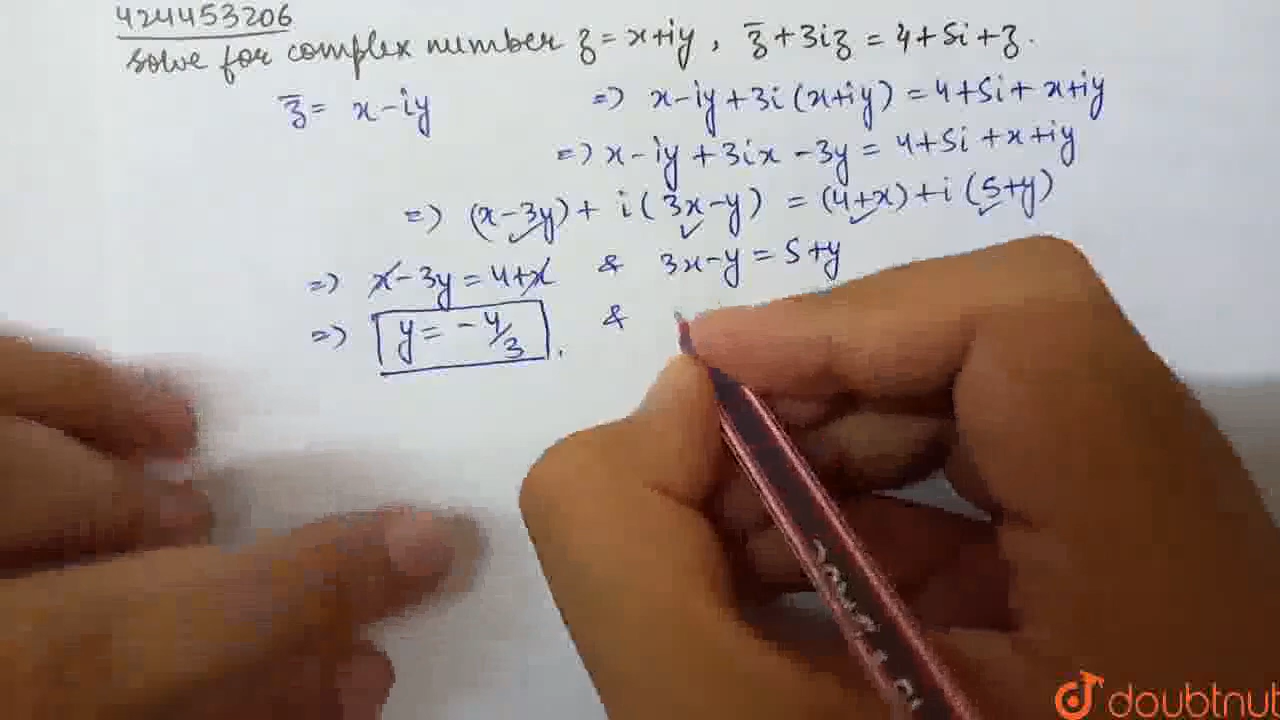 424453206
solve for complex number z = x+iy, z̅ + 3iz = 4+5i+z.
z̅ = x-iy => x-iy+3i(x+iy) = 4+5i+x+iy
=> x-iy+3ix-3y = 4+5i+x+iy
=> (x-3y)+ i(3x-y) = (4+x)+i(5+y)
=> x-3y = 4+x & 3x-y = 5+y
=> y = -4/3. &
doubtnut